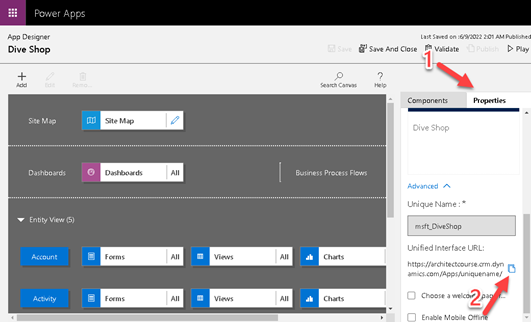 Power Apps
App Designer
Dive Shop
Last Saved on :6/9/2022 2:01 AM Published
Save
Save And Close
Validate
Publish
Play
1
Add
Edit
Search Canvas
Help
Components
Properties
Site Map
Site Map
Dive Shop
Dashboards
Dashboards
All
Business Process Flows
Advanced
Unique Name : *
msft_DiveShop
Entity View (5)
Unified Interface URL:
https://architectcourse.crm.dyn
amics.com/Apps/uniquename/
Account
Forms
All
Views
All
Charts
All
2
Choose a welcome
Activity
Forms
All
Views
All
Charts
All
Enable Mobile Offline